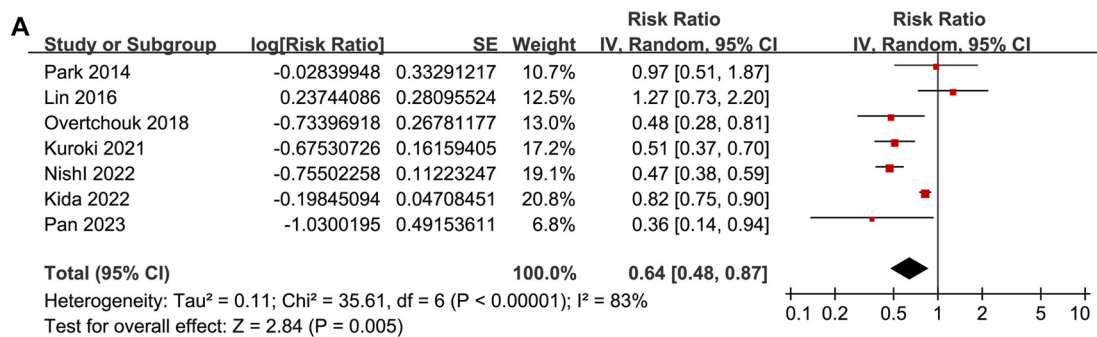 A
Risk Ratio Risk Ratio
Study or Subgroup log[Risk Ratio] SE Weight IV, Random, 95% CI IV, Random, 95% CI
Park 2014 -0.02839948 0.33291217 10.7% 0.97 [0.51, 1.87]
Lin 2016 0.23744086 0.28095524 12.5% 1.27 [0.73, 2.20]
Overtchouk 2018 -0.73396918 0.26781177 13.0% 0.48 [0.28, 0.81]
Kuroki 2021 -0.67530726 0.16159405 17.2% 0.51 [0.37, 0.70]
NishI 2022 -0.75502258 0.11223247 19.1% 0.47 [0.38, 0.59]
Kida 2022 -0.19845094 0.04708451 20.8% 0.82 [0.75, 0.90]
Pan 2023 -1.0300195 0.49153611 6.8% 0.36 [0.14, 0.94]
Total (95% CI) 100.0% 0.64 [0.48, 0.87]
Heterogeneity: Tau² = 0.11; Chi² = 35.61, df = 6 (P < 0.00001); I² = 83%
Test for overall effect: Z = 2.84 (P = 0.005)
0.1 0.2 0.5 1 2 5 10